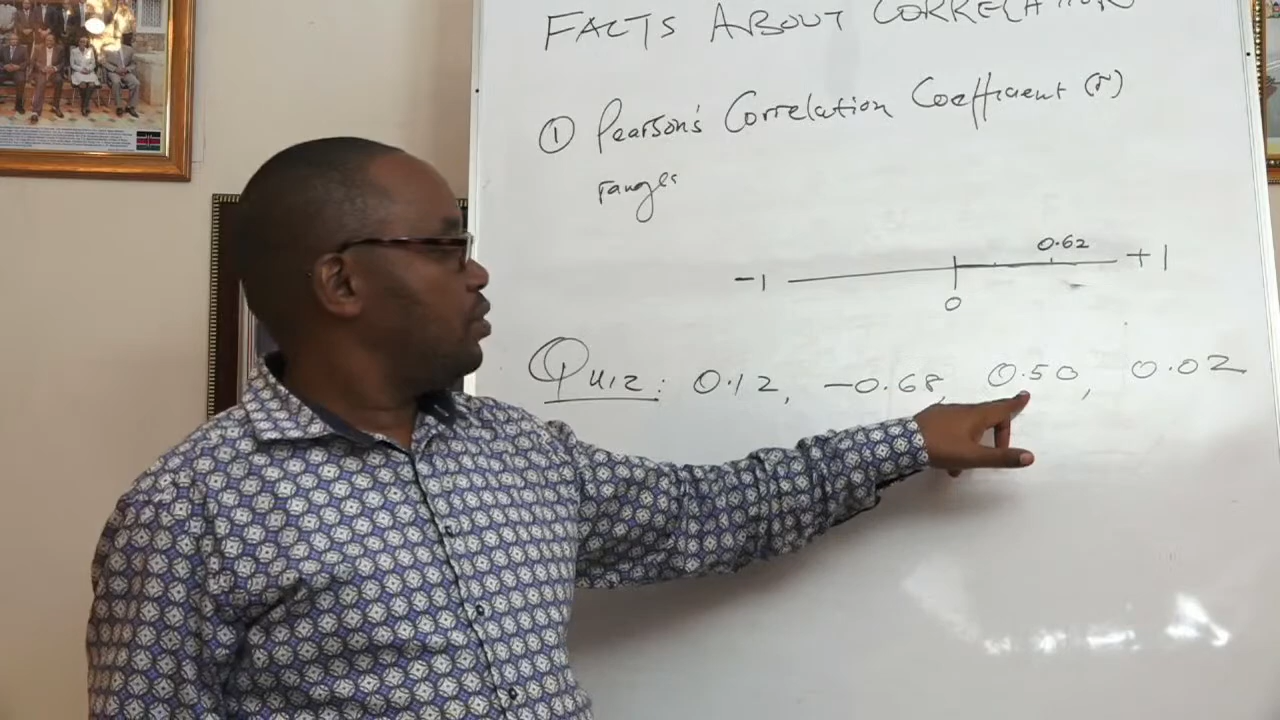 FACTS ABOUT CORRELATION
① Pearson's Correlation Coefficient (r)
ranges
0.62
-1 +1
0
Quiz: 0.12, -0.68, 0.50, 0.02